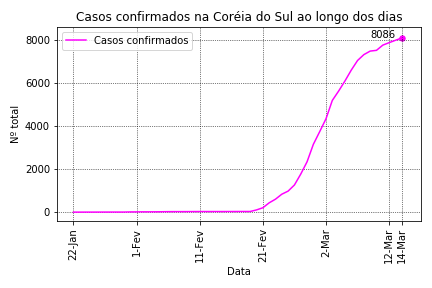 Casos confirmados na Coréia do Sul ao longo dos dias
Casos confirmados
8086
Nº total
8000
6000
4000
2000
0
22-Jan
1-Fev
11-Fev
21-Fev
2-Mar
12-Mar
14-Mar
Data